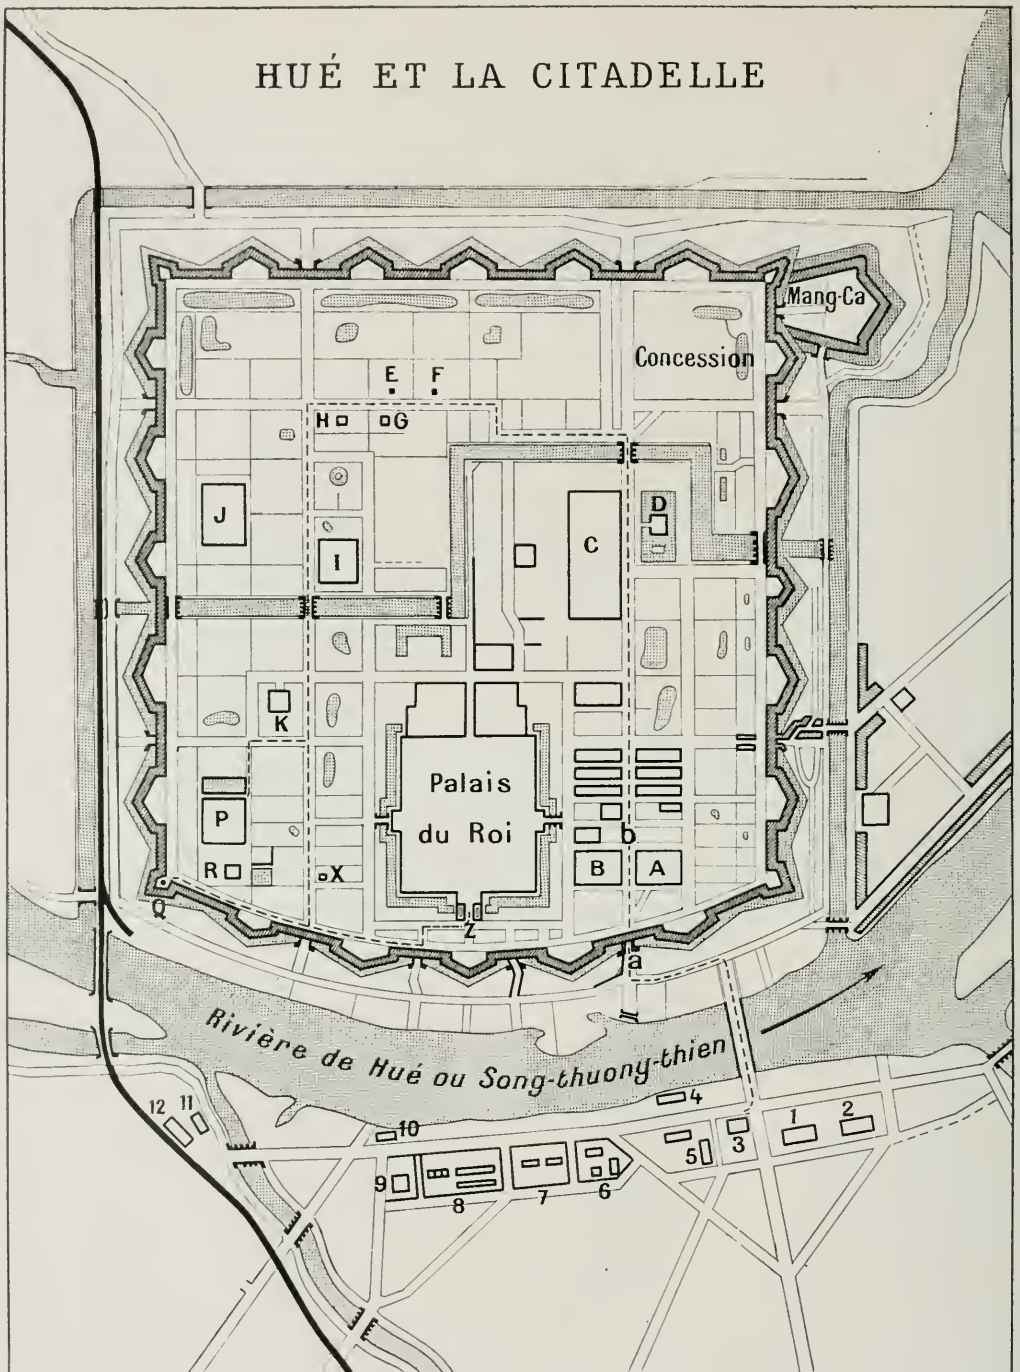 HUÉ ET LA CITADELLE
Mang-Ca
Concession
E F
H G
J
I
C
D
K
Palais
du Roi
P
R
X
b
B A
Q
Z
a
Rivière de Hué ou Song-thuong-thien
12 11
10
4
1 2
3
5
9
8
7
6